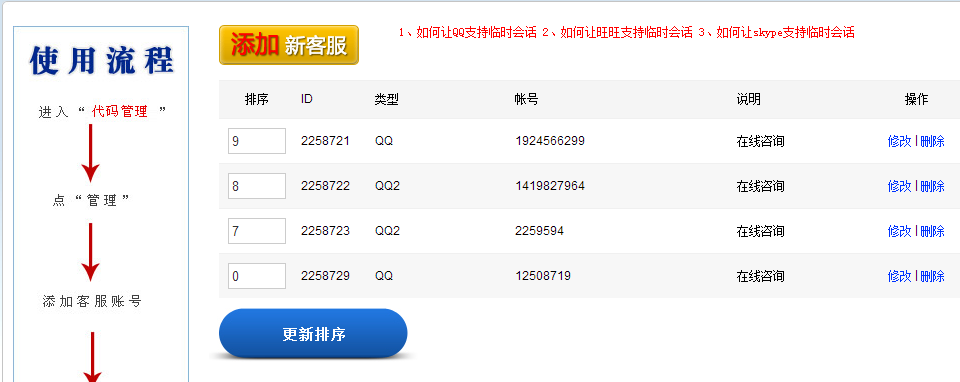 使用流程
进入“代码管理”
点“管理”
添加客服账号
添加 新客服
1、如何让QQ支持临时会话 2、如何让旺旺支持临时会话 3、如何让skype支持临时会话
排序 ID 类型 帐号 说明 操作
9 2258721 QQ 1924566299 在线咨询 修改 | 删除
8 2258722 QQ2 1419827964 在线咨询 修改 | 删除
7 2258723 QQ2 2259594 在线咨询 修改 | 删除
0 2258729 QQ 12508719 在线咨询 修改 | 删除
更新排序